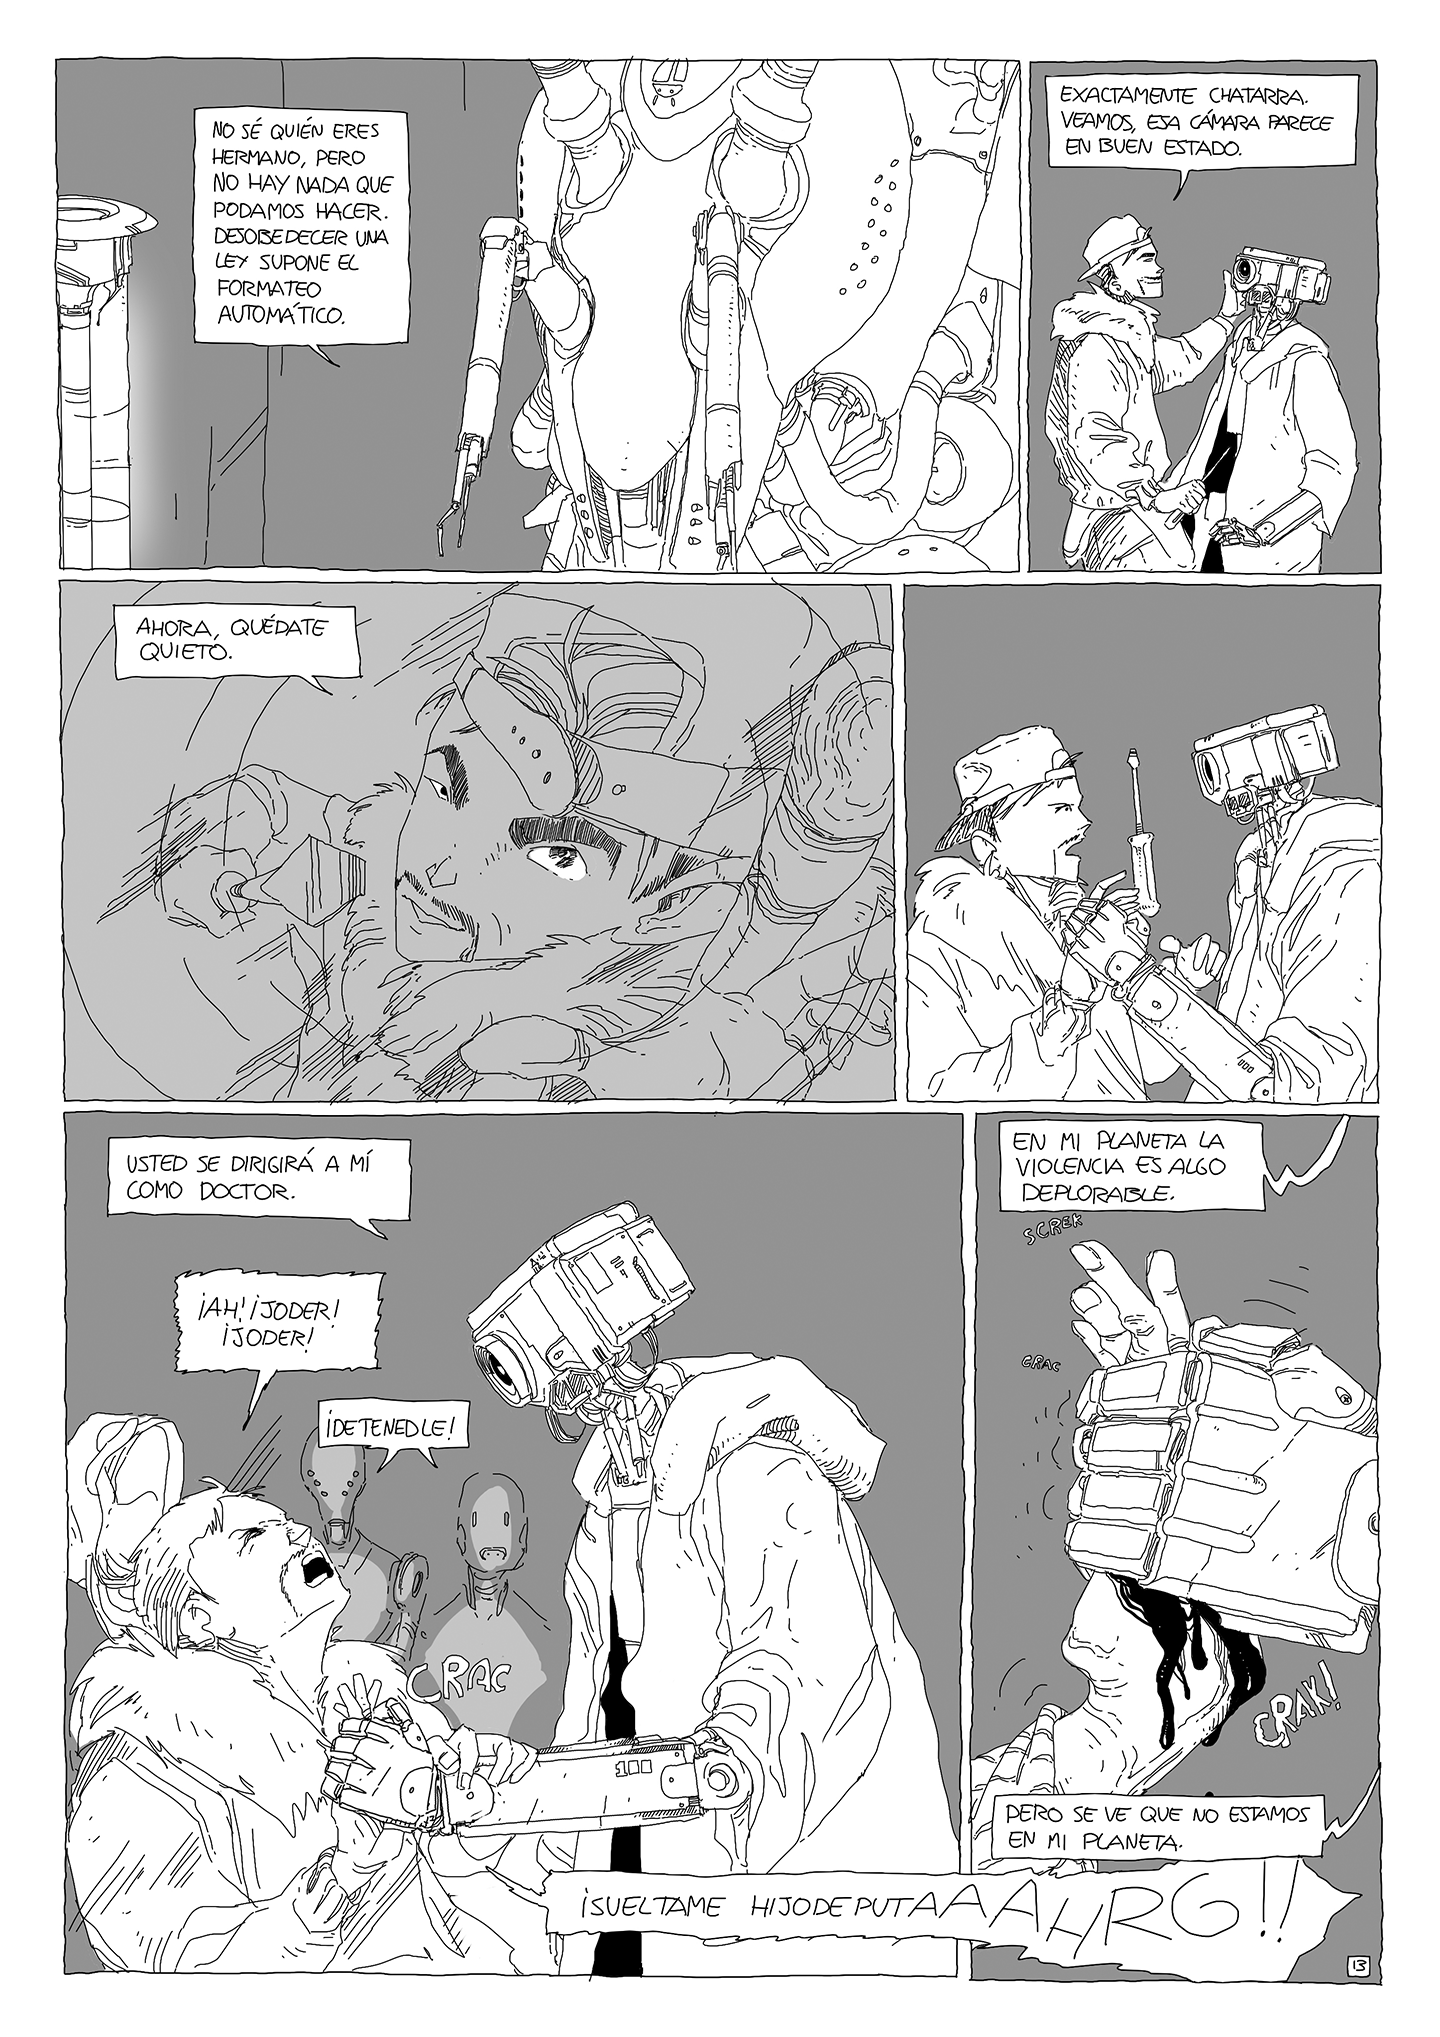 NO SÉ QUIÉN ERES
HERMANO, PERO
NO HAY NADA QUE
PODAMOS HACER.
DESOBEDECER UNA
LEY SUPONE EL
FORMATEO
AUTOMÁTICO.
EXACTAMENTE CHATARRA.
VEAMOS, ESA CÁMARA PARECE
EN BUEN ESTADO.
AHORA, QUÉDATE
QUIETO.
USTED SE DIRIGIRÁ A MÍ
COMO DOCTOR.
¡AH! ¡JODER!
¡JODER!
¡DETENEDLE!
CRAC
100
EN MI PLANETA LA
VIOLENCIA ES ALGO
DEPLORABLE.
SCREK
CRAC
CRAK!
PERO SE VE QUE NO ESTAMOS
EN MI PLANETA.
¡SUELTAME HIJODEPUTAAAAHRG!!
13